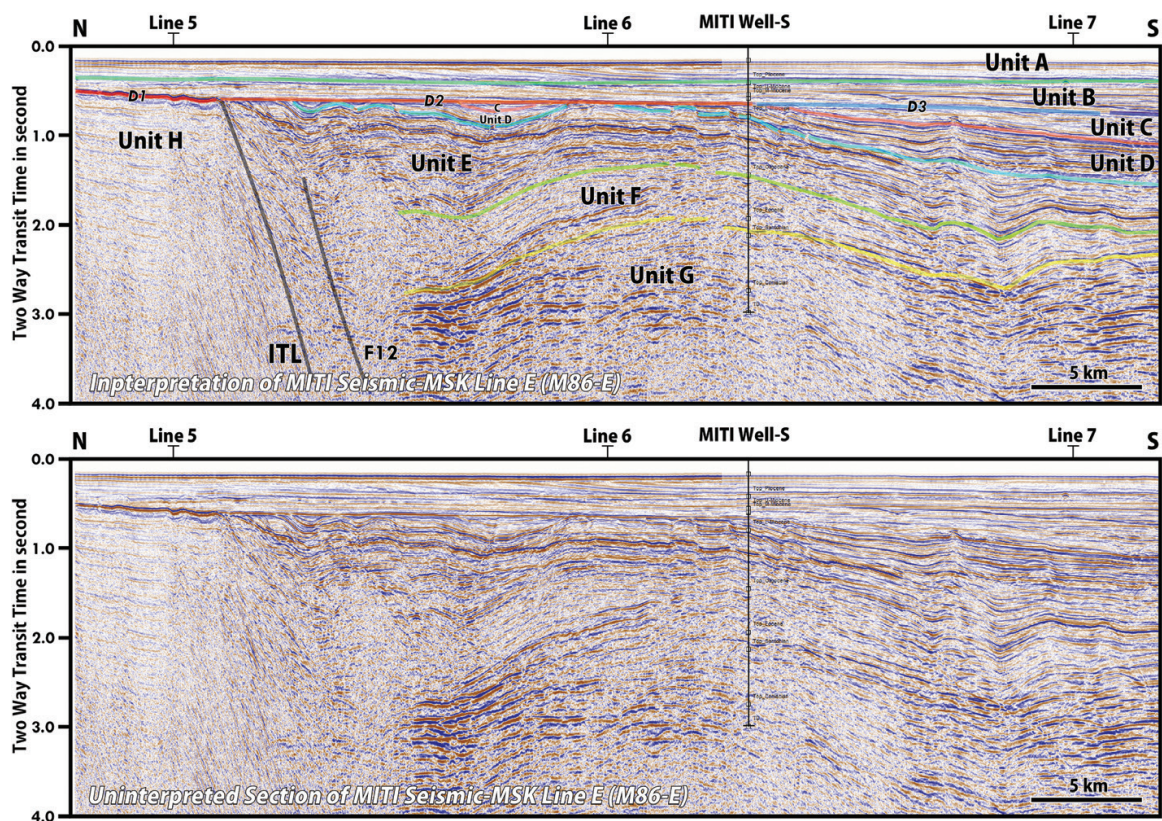 N Line 5 Line 6 MITI Well-S Line 7 S
0.0
Unit A
Top_Pliocene
Unit B
D1 D2 D3
C
Unit D
Unit C
1.0
Unit H
Unit E
Unit D
Unit F
2.0
Unit G
3.0
ITL
F12
Inpterpretation of MITI Seismic-MSK Line E (M86-E)
5 km
4.0
Two Way Transit Time in second
N Line 5 Line 6 MITI Well-S Line 7 S
0.0
Top_Pliocene
1.0
2.0
3.0
Uninterpreted Section of MITI Seismic-MSK Line E (M86-E)
5 km
4.0
Two Way Transit Time in second